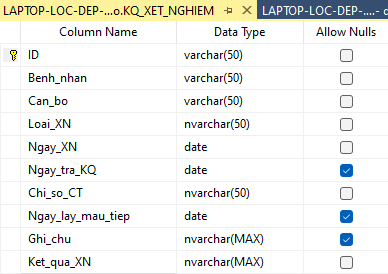 LAPTOP-LOC-DEP-...o.KQ_XET_NGHIEM LAPTOP-LOC-DEP-....- d
Column Name Data Type Allow Nulls
ID varchar(50)
Benh_nhan varchar(50)
Can_bo varchar(50)
Loai_XN nvarchar(50)
Ngay_XN date
Ngay_tra_KQ date
Chi_so_CT nvarchar(50)
Ngay_lay_mau_tiep date
Ghi_chu nvarchar(MAX)
Ket_qua_XN nvarchar(MAX)